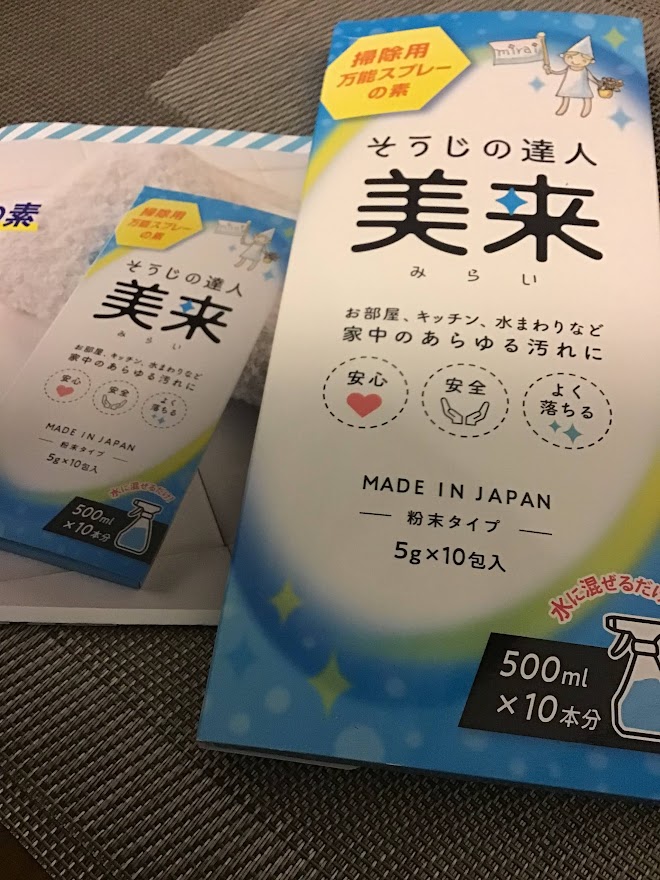 掃除用
万能スプレー
の素
mirai
そうじの達人
美来
みらい
お部屋、キッチン、水まわりなど
家中のあらゆる汚れに
安心
安全
よく
落ちる
MADE IN JAPAN
粉末タイプ
5g×10包入
水に混ぜるだけ
500ml
×10本分
の素
掃除用
万能スプレー
の素
そうじの達人
美来
みらい
お部屋、キッチン、水まわりなど
家中のあらゆる汚れに
安心
安全
よく
落ちる
MADE IN JAPAN
粉末タイプ
5g×10包入
水に混ぜるだけ
500ml
×10本分